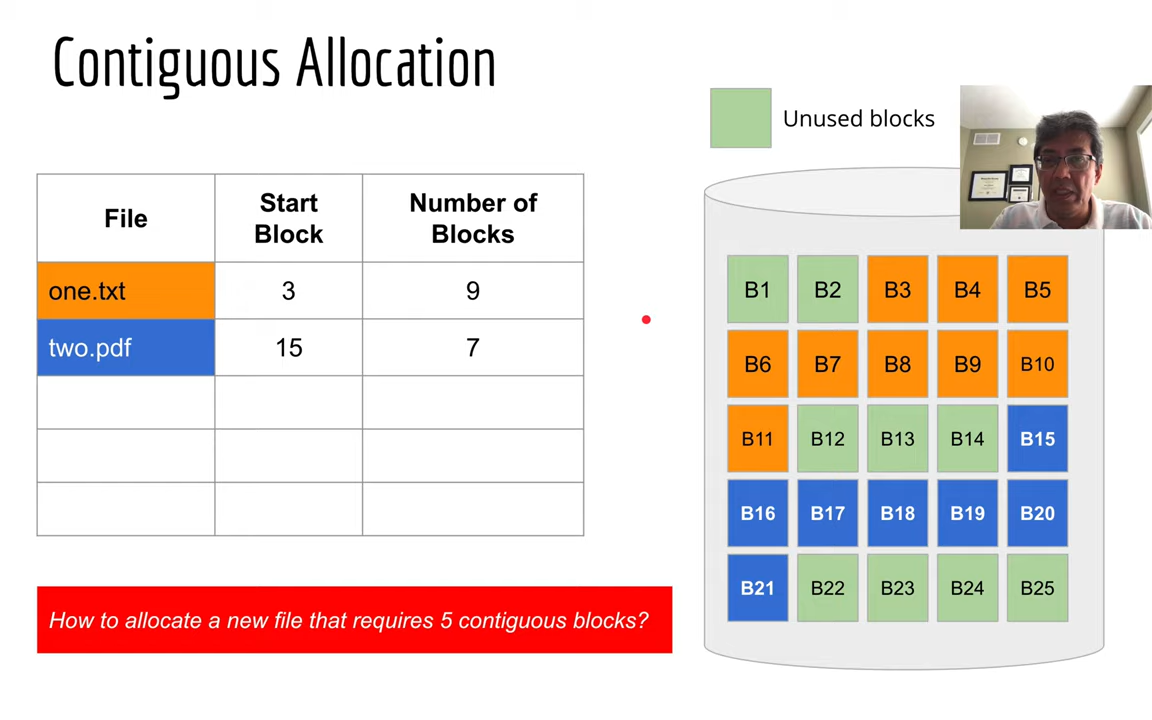 Contiguous Allocation
Unused blocks
File
Start
Block
Number of
Blocks
one.txt
3
9
two.pdf
15
7
How to allocate a new file that requires 5 contiguous blocks?
B1 B2 B3 B4 B5
B6 B7 B8 B9 B10
B11 B12 B13 B14 B15
B16 B17 B18 B19 B20
B21 B22 B23 B24 B25